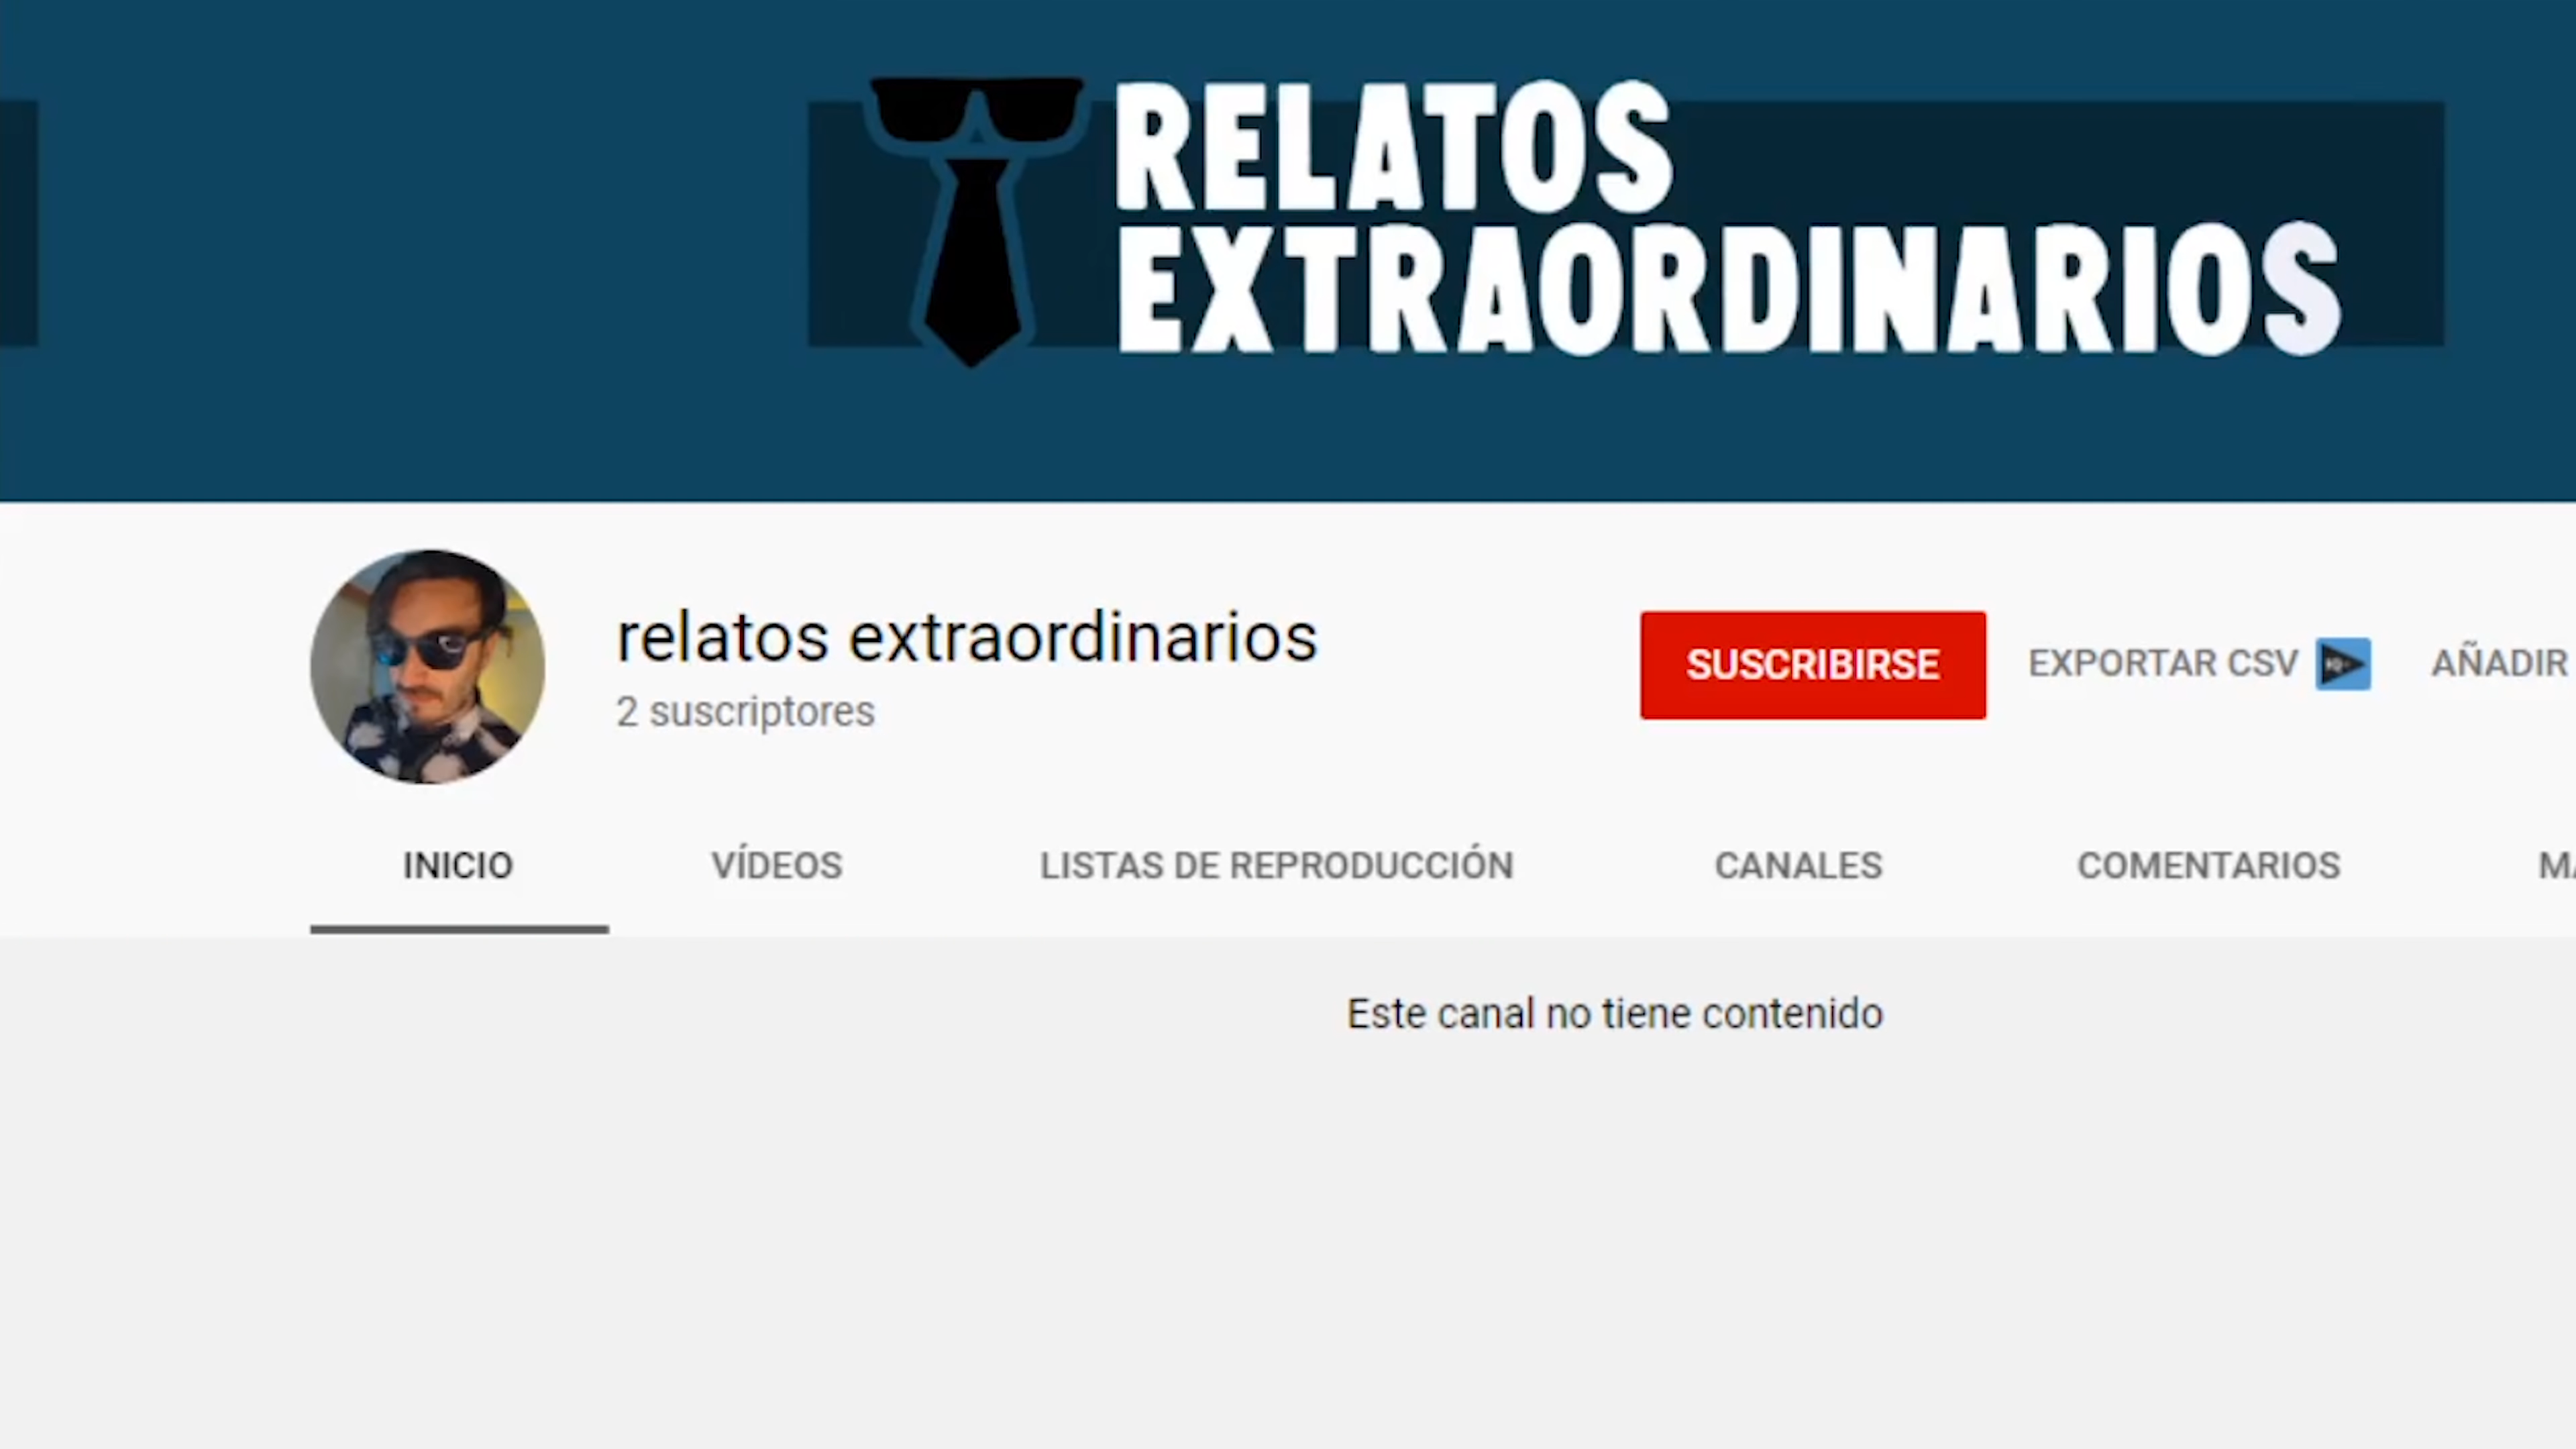 RELATOS
EXTRAORDINARIOS
relatos extraordinarios
2 suscriptores
SUSCRIBIRSE
EXPORTAR CSV
AÑADIR
INICIO
VÍDEOS
LISTAS DE REPRODUCCIÓN
CANALES
COMENTARIOS
Este canal no tiene contenido